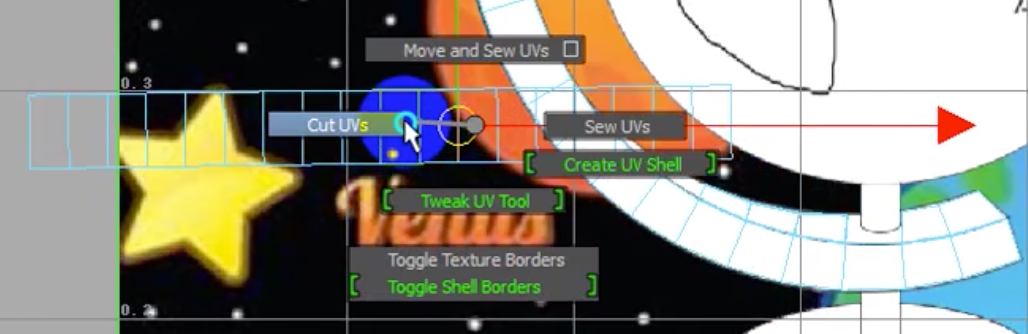 Move and Sew UVs
0.3
Cut UVs
Sew UVs
[ Create UV Shell ]
[ Tweak UV Tool ]
Venus
Toggle Texture Borders
[ Toggle Shell Borders ]
0.2